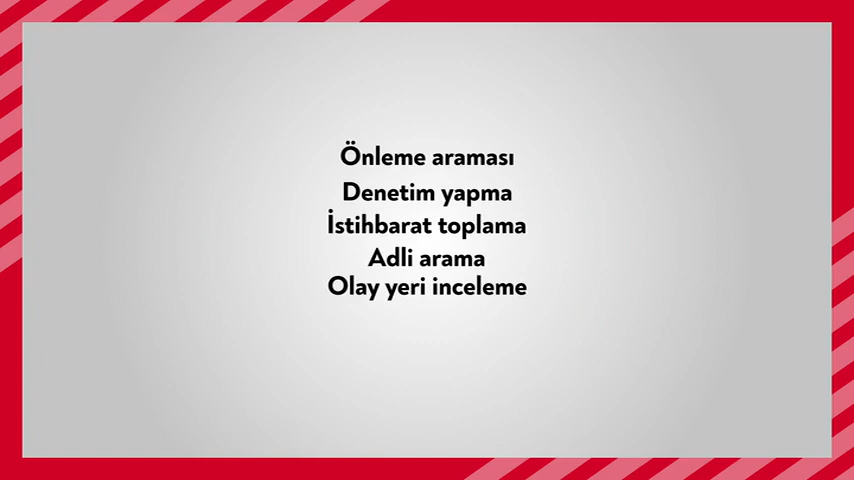 Önleme araması
Denetim yapma
İstihbarat toplama
Adli arama
Olay yeri inceleme